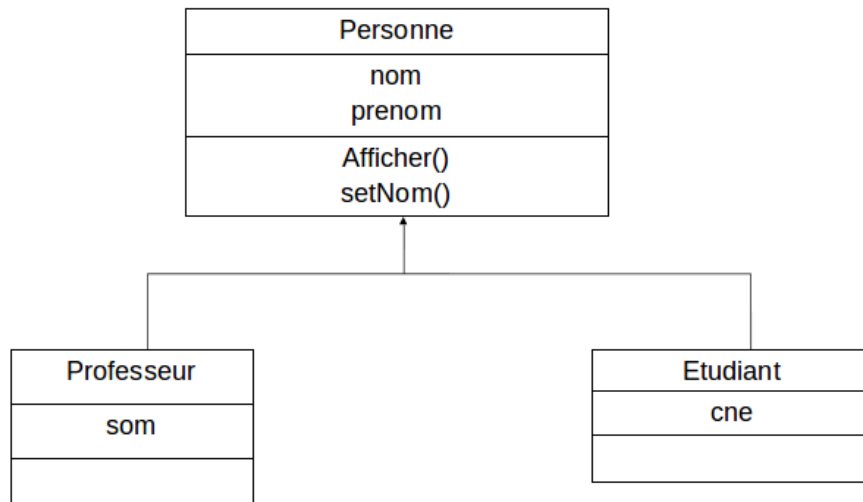 Personne
nom
prenom
Afficher()
setNom()
Professeur
som
Etudiant
cne